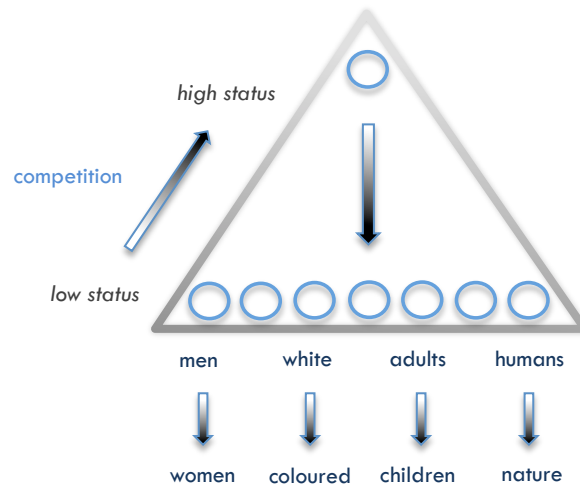 high status
competition
low status
men white adults humans
women coloured children nature